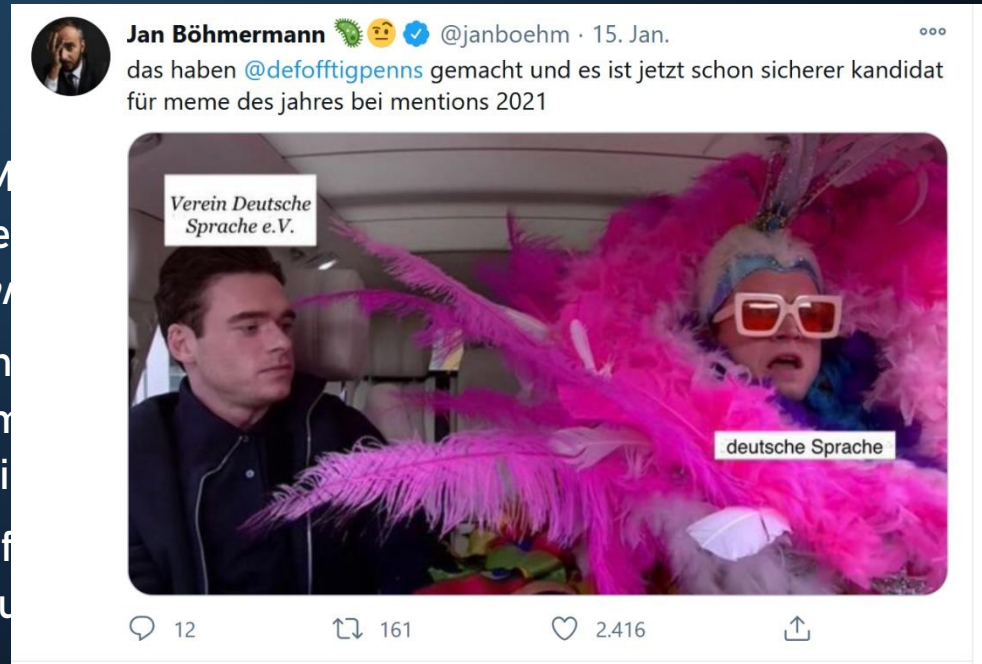 Jan Böhmermann 🦠🤨 @janboehm · 15. Jan.
das haben @defofftigpenns gemacht und es ist jetzt schon sicherer kandidat
für meme des jahres bei mentions 2021
Verein Deutsche
Sprache e.V.
deutsche Sprache
12 161 2.416